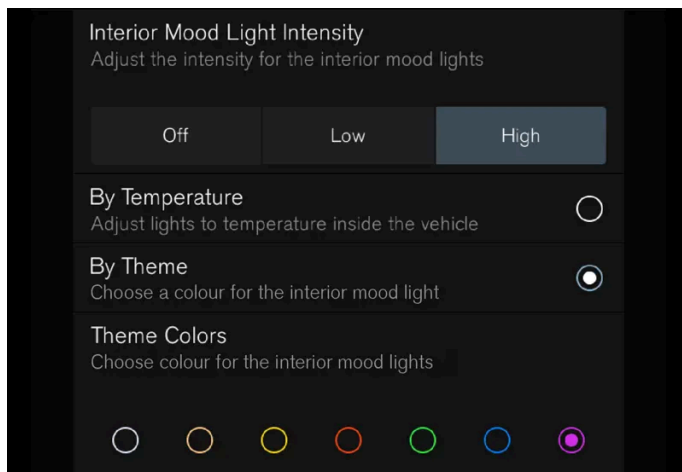 Interior Mood Light Intensity
Adjust the intensity for the interior mood lights
Off Low High
By Temperature
Adjust lights to temperature inside the vehicle
By Theme
Choose a colour for the interior mood light
Theme Colors
Choose colour for the interior mood lights